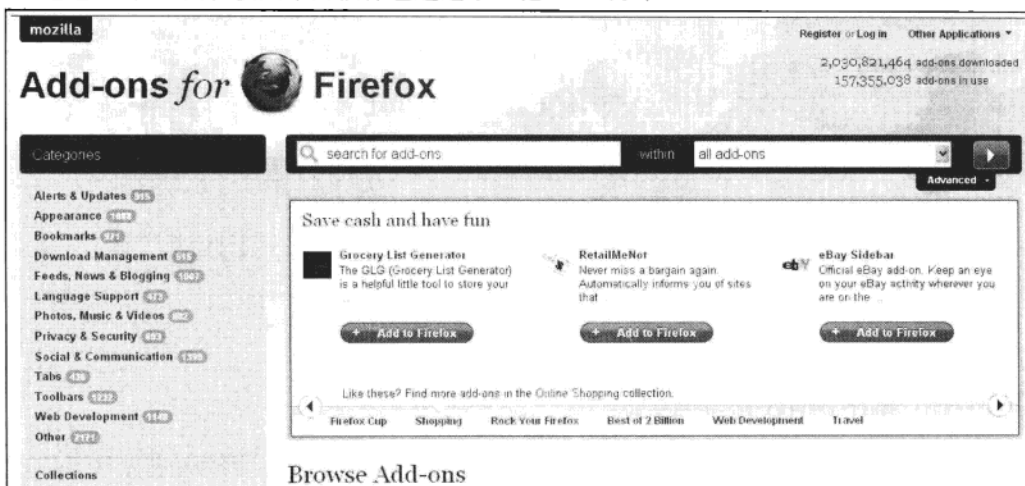 mozilla
Register or Log in Other Applications
2,030,821,464 add-ons downloaded
157,355,038 add-ons in use
Add-ons for Firefox
Categories
search for add-ons within all add-ons
Advanced
Alerts & Updates
Appearance
Bookmarks
Download Management
Feeds, News & Blogging
Language Support
Photos, Music & Videos
Privacy & Security
Social & Communication
Tabs
Toolbars
Web Development
Other
Collections
Save cash and have fun
Grocery List Generator
The GLG (Grocery List Generator)
is a helpful little tool to store your
...
+ Add to Firefox
RetailMeNot
Never miss a bargain again.
Automatically informs you of sites
that ...
+ Add to Firefox
ebY
eBay Sidebar
Official eBay add-on. Keep an eye
on your eBay activity wherever you
are on the ...
+ Add to Firefox
Like these? Find more add-ons in the Online Shopping collection.
Firefox Cup Shopping Rock Your Firefox Best of 2 Billion Web Development Travel
Browse Add-ons